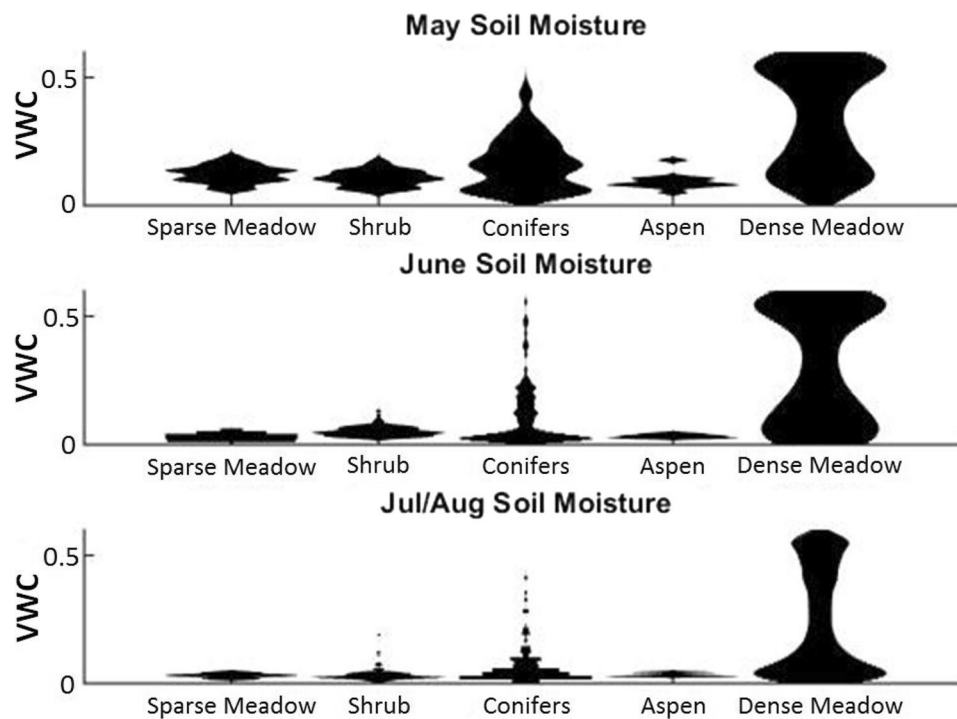 May Soil Moisture
0.5
VWC
0
Sparse Meadow Shrub Conifers Aspen Dense Meadow
June Soil Moisture
0.5
VWC
0
Sparse Meadow Shrub Conifers Aspen Dense Meadow
Jul/Aug Soil Moisture
0.5
VWC
0
Sparse Meadow Shrub Conifers Aspen Dense Meadow